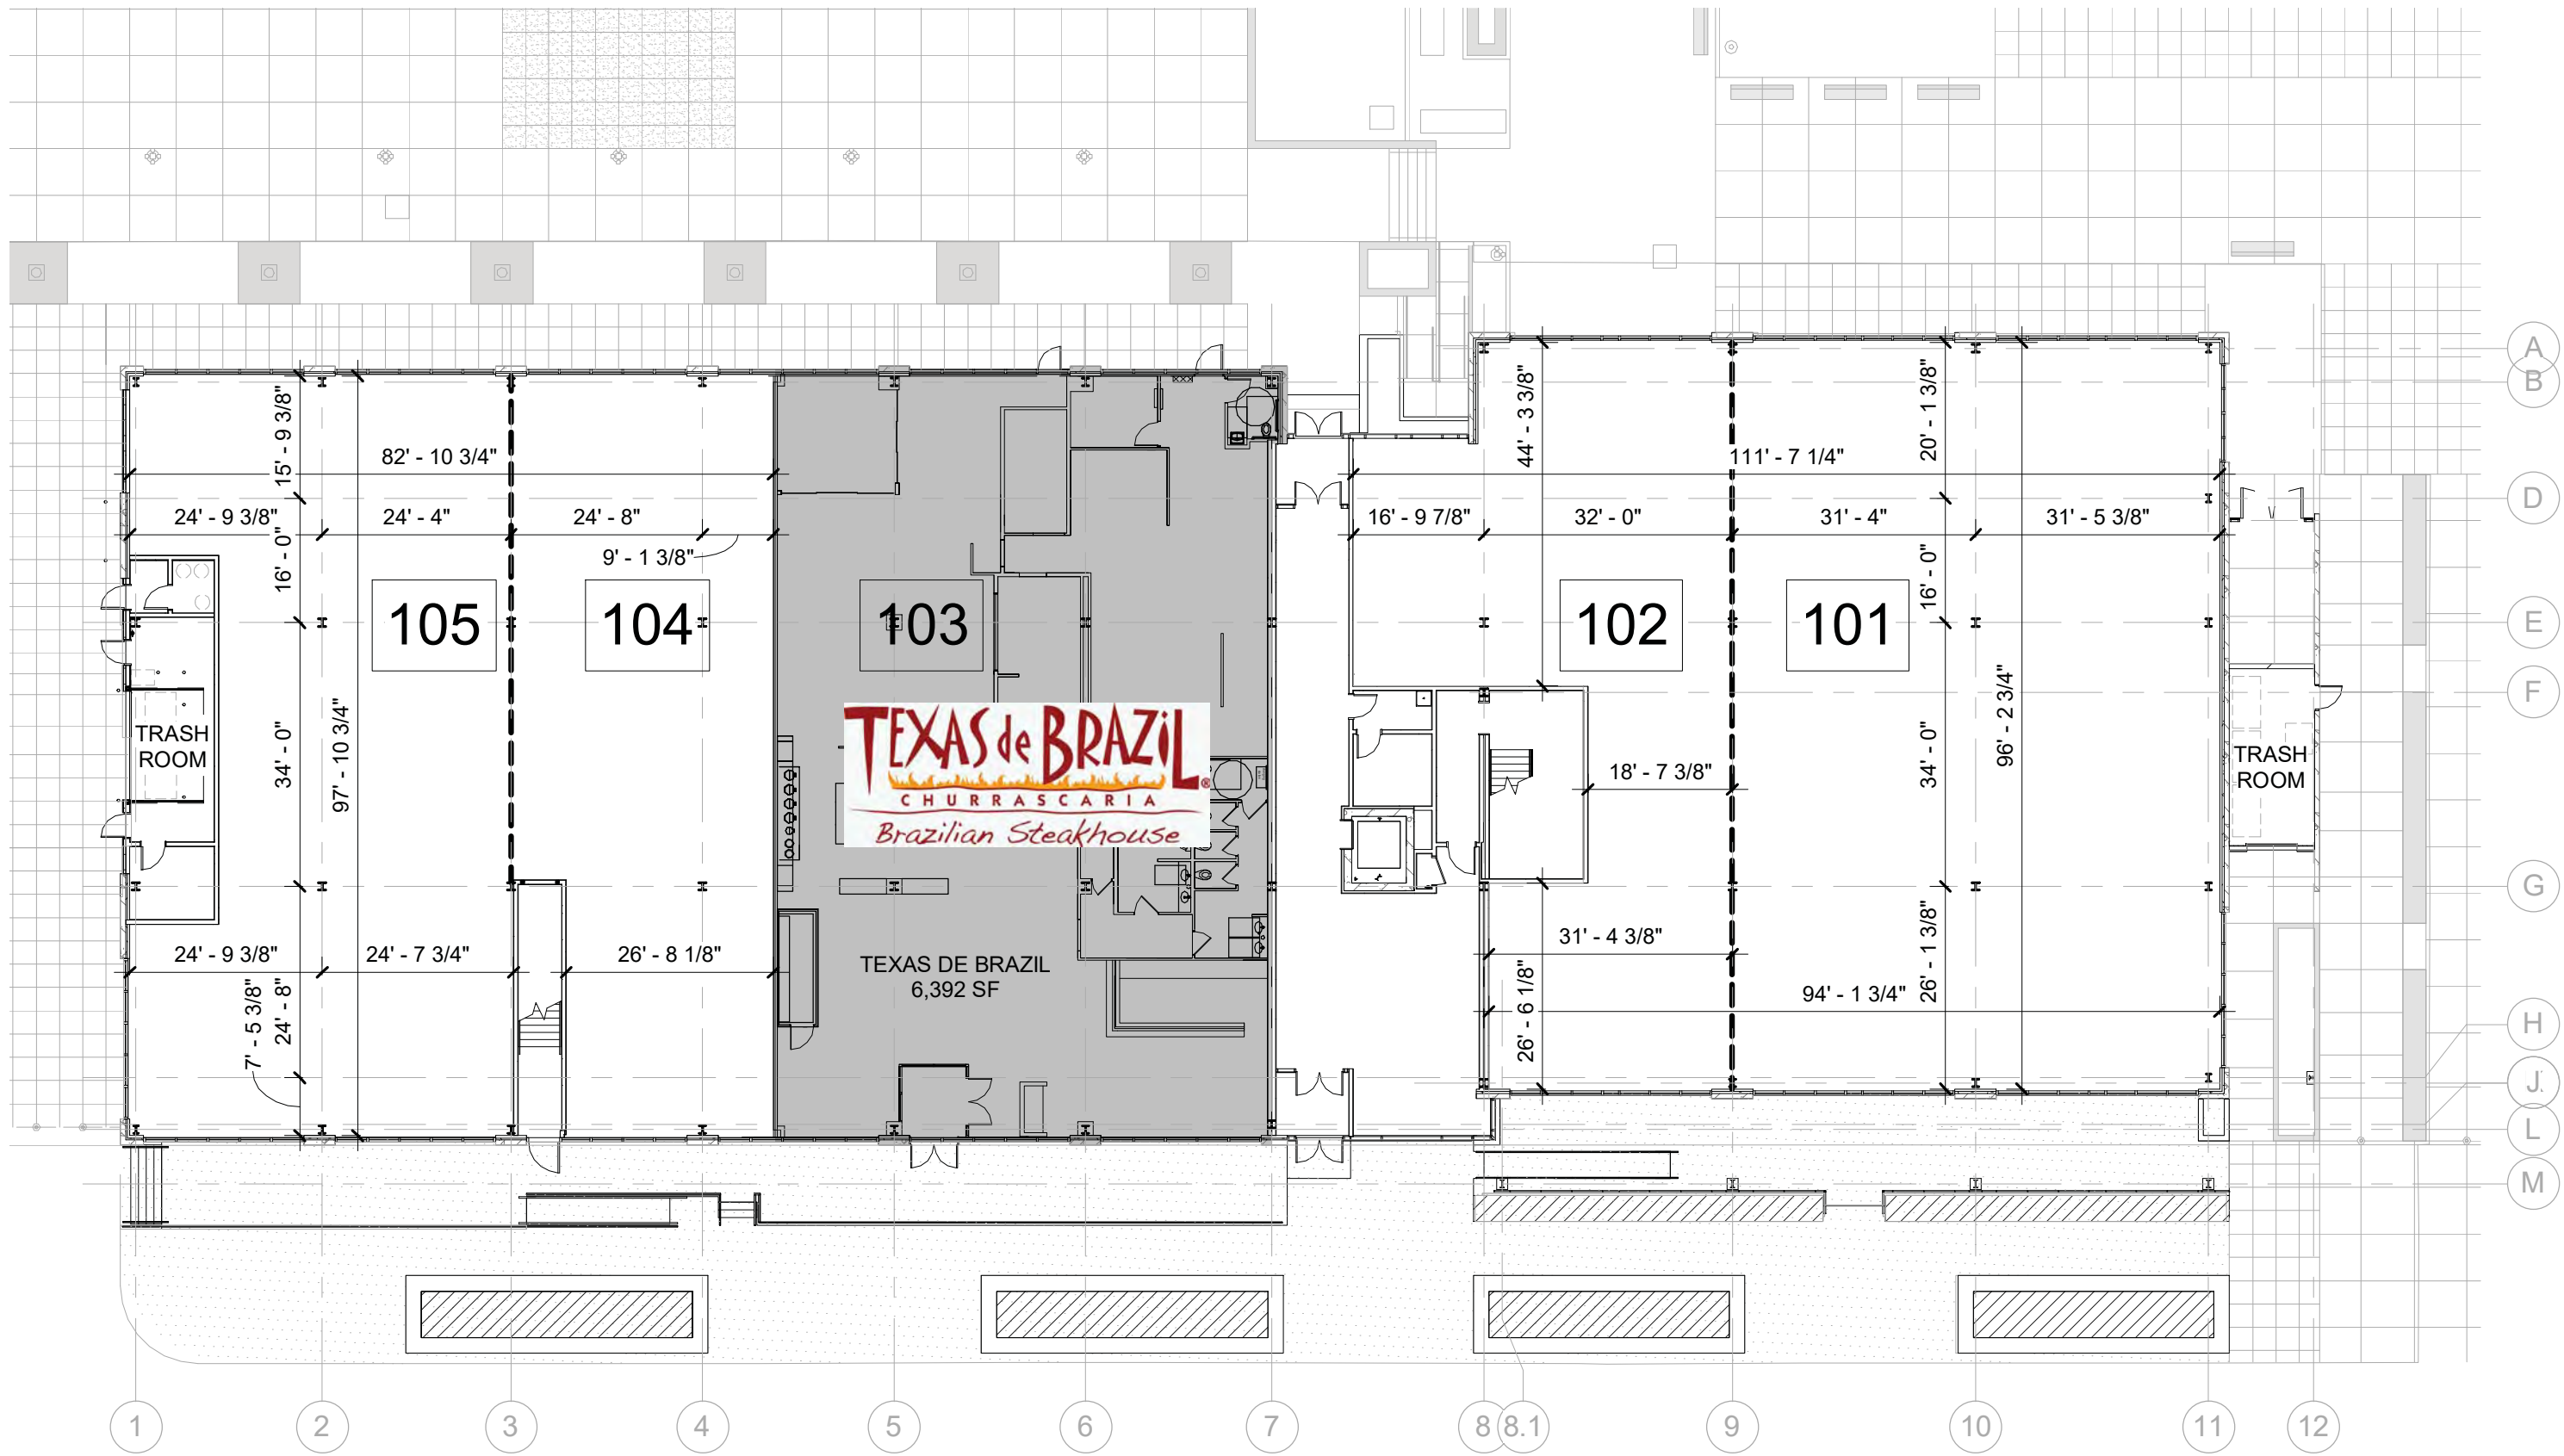 A
B
44' - 3 3/8"
20' - 1 3/8"
15' - 9 3/8"
82' - 10 3/4"
111' - 7 1/4"
D
24' - 9 3/8"
24' - 4"
24' - 8"
16' - 9 7/8"
32' - 0"
31' - 4"
31' - 5 3/8"
9' - 1 3/8"
16' - 0"
16' - 0"
105
104
103
102
101
E
F
TRASH
ROOM
34' - 0"
97' - 10 3/4"
TEXAS de BRAZiL®
CHURRASCARIA
Brazilian Steakhouse
18' - 7 3/8"
34' - 0"
96' - 2 3/4"
TRASH
ROOM
G
24' - 9 3/8"
24' - 7 3/4"
26' - 8 1/8"
31' - 4 3/8"
26' - 1 3/8"
TEXAS DE BRAZIL
6,392 SF
94' - 1 3/4"
7' - 5 3/8"
24' - 8"
26' - 6 1/8"
H
J.
L
M
1
2
3
4
5
6
7
8
8.1
9
10
11
12